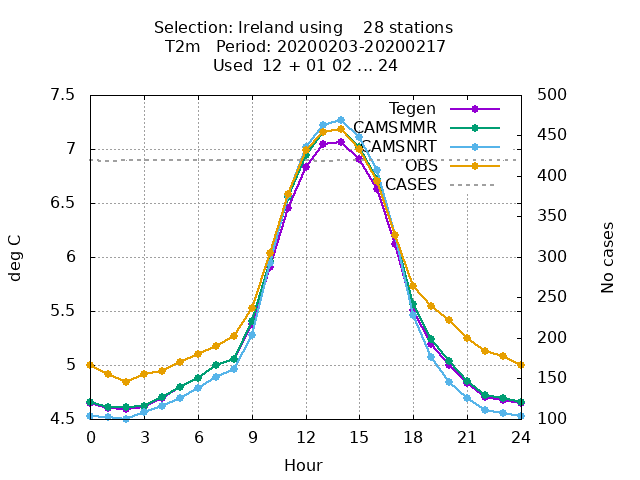 Selection: Ireland using    28 stations
T2m   Period: 20200203-20200217
Used  12 + 01 02 ... 24
7.5
7
6.5
6
5.5
5
4.5
deg C
500
450
400
350
300
250
200
150
100
No cases
Tegen
CAMSMMR
CAMSNRT
OBS
CASES
0 3 6 9 12 15 18 21 24
Hour